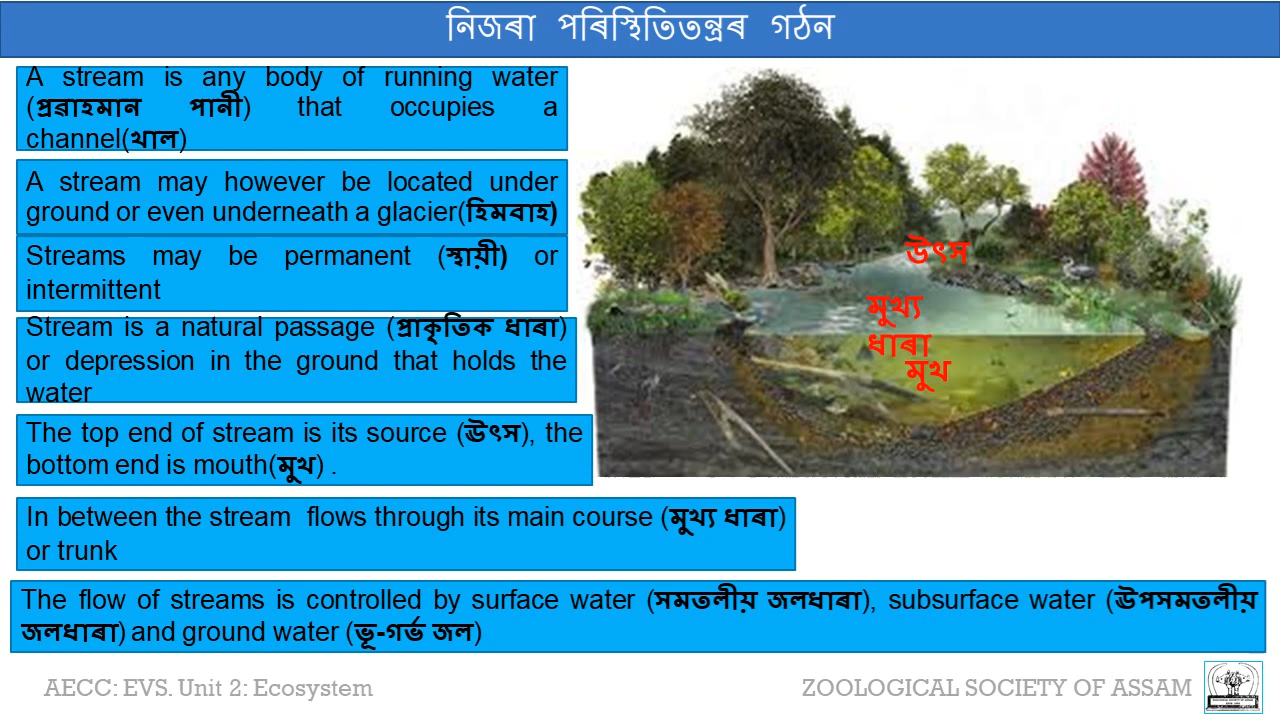 নিজৰা পৰিস্থিতিতন্ত্ৰৰ গঠন
A stream is any body of running water
(প্ৰৱাহমান পানী) that occupies a
channel(খাল)
A stream may however be located under
ground or even underneath a glacier(হিমবাহ)
Streams may be permanent (স্থায়ী) or
intermittent
Stream is a natural passage (প্ৰাকৃতিক ধাৰা)
or depression in the ground that holds the
water
The top end of stream is its source (ঊৎস), the
bottom end is mouth(মুখ) .
In between the stream flows through its main course (মুখ্য ধাৰা)
or trunk
The flow of streams is controlled by surface water (সমতলীয় জলধাৰা), subsurface water (ঊপসমতলীয়
জলধাৰা) and ground water (ভূ-গৰ্ভ জল)
উৎস
মুখ্য
ধাৰা
মুখ
AECC: EVS. Unit 2: Ecosystem
ZOOLOGICAL SOCIETY OF ASSAM